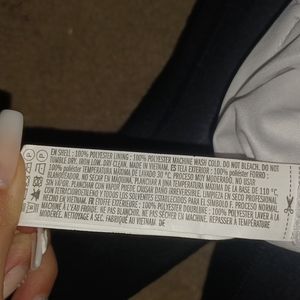 EN SHELL : 100% POLYESTER LINING : 100% POLYESTER MACHINE WASH COLD. DO NOT BLEACH. DO NOT
TUMBLE DRY. IRON LOW. DRY CLEAN. MADE IN VIETNAM. ES TELA EXTERIOR : 100% poliéster FORRO :
100% poliéster TEMPERATURA MÁXIMA DE LAVADO 30 °C PROCESO MUY MODERADO. NO USAR
BLANQUEADOR. NO SECAR EN MÁQUINA PLANCHAR A UNA TEMPERATURA MÁXIMA DE LA BASE DE 110 °C
SIN VAPOR. PLANCHAR CON VAPOR PUEDE CAUSAR DAÑO IRREVERSIBLE. LIMPIEZA EN SECO PROFESIONAL
CON TETRACLOROETILENO Y TODOS LOS DISOLVENTES PARA EL SÍMBOLO F. PROCESO NORMAL
HECHO EN VIETNAM. FR ÉTOFFE EXTÉRIEURE : 100% POLYESTER DOUBLURE : 100% POLYESTER LAVER À LA
MACHINE À L'EAU FROIDE. NE PAS BLANCHIR. NE PAS SÉCHER EN MACHINE. REPASSER À TEMPÉRATURE
MODÉRÉE. NETTOYAGE A SEC. FABRIQUÉ AU VIETNAM. DE